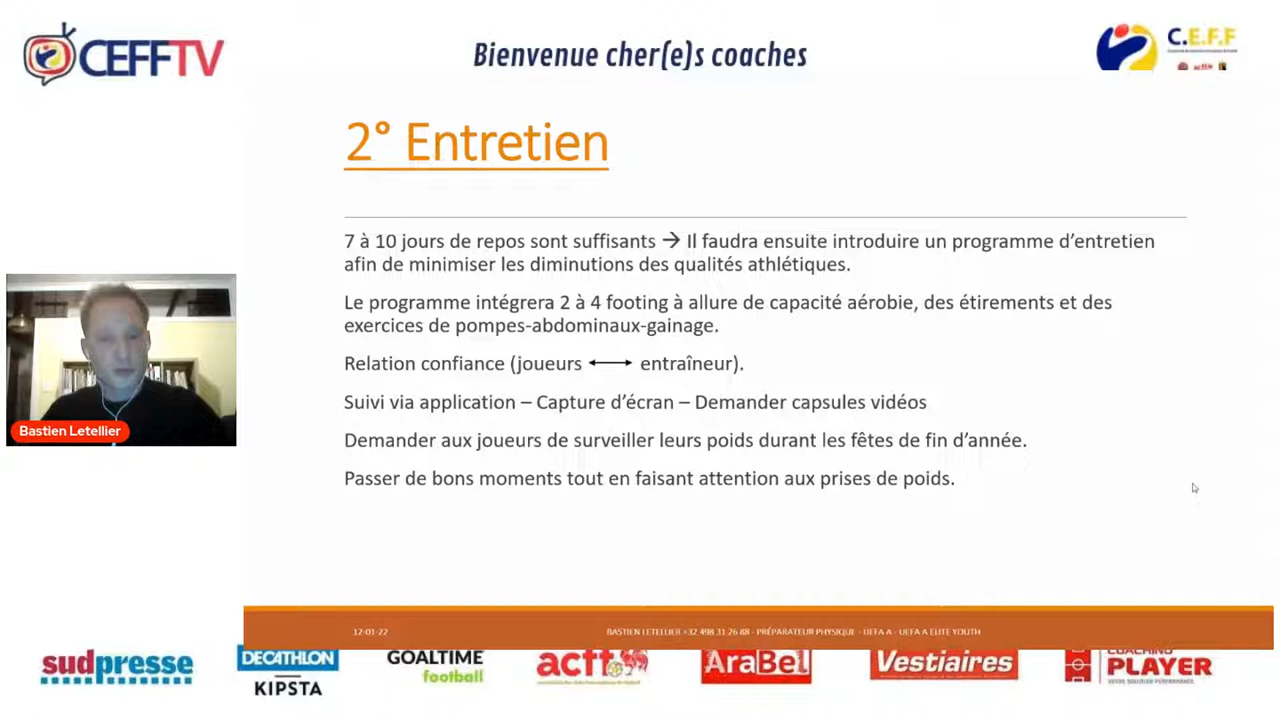 CEFFTV
Bienvenue cher(e)s coaches
C.E.F.F
2° Entretien
7 à 10 jours de repos sont suffisants → Il faudra ensuite introduire un programme d'entretien
afin de minimiser les diminutions des qualités athlétiques.
Le programme intégrera 2 à 4 footing à allure de capacité aérobie, des étirements et des
exercices de pompes-abdominaux-gainage.
Relation confiance (joueurs ⟷ entraîneur).
Suivi via application – Capture d'écran – Demander capsules vidéos
Demander aux joueurs de surveiller leurs poids durant les fêtes de fin d'année.
Passer de bons moments tout en faisant attention aux prises de poids.
Bastien Letellier
12-01-22
BASTIEN LETELLIER +32 498 31 26 88 - PRÉPARATEUR PHYSIQUE - UEFA A - UEFA A ELITE YOUTH
sudpresse
DECATHLON
KIPSTA
GOALTIME
football
acff
AraBel
Vestiaires
COACHING
PLAYER